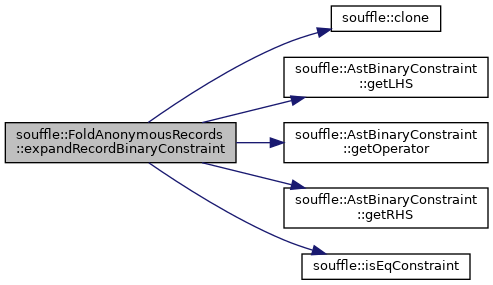 souffle::clone
souffle::AstBinaryConstraint
::getLHS
souffle::FoldAnonymousRecords
::expandRecordBinaryConstraint
souffle::AstBinaryConstraint
::getOperator
souffle::AstBinaryConstraint
::getRHS
souffle::isEqConstraint